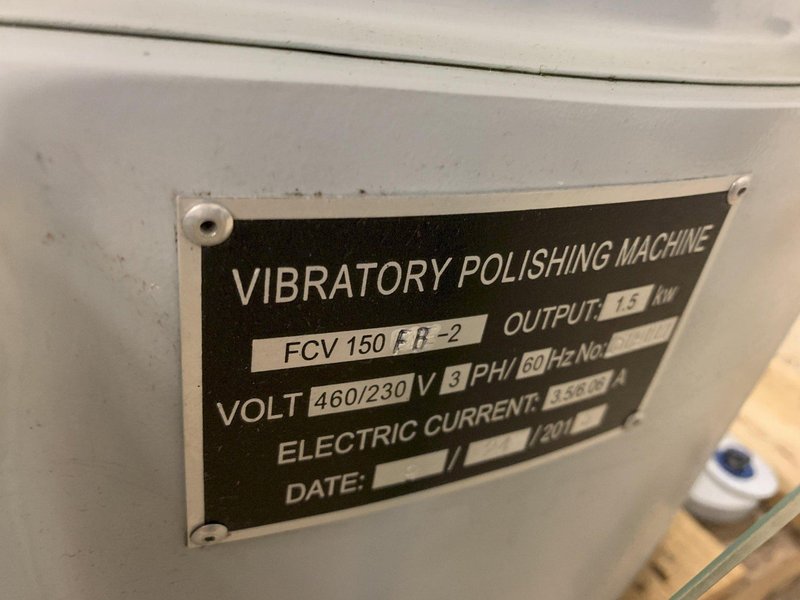 VIBRATORY POLISHING MACHINE
FCV 150 FB-2 OUTPUT: 1.5 kw
VOLT 460/230 V 3 PH/ 60 Hz No:
ELECTRIC CURRENT: 3.5/6.08 A
DATE: / /201